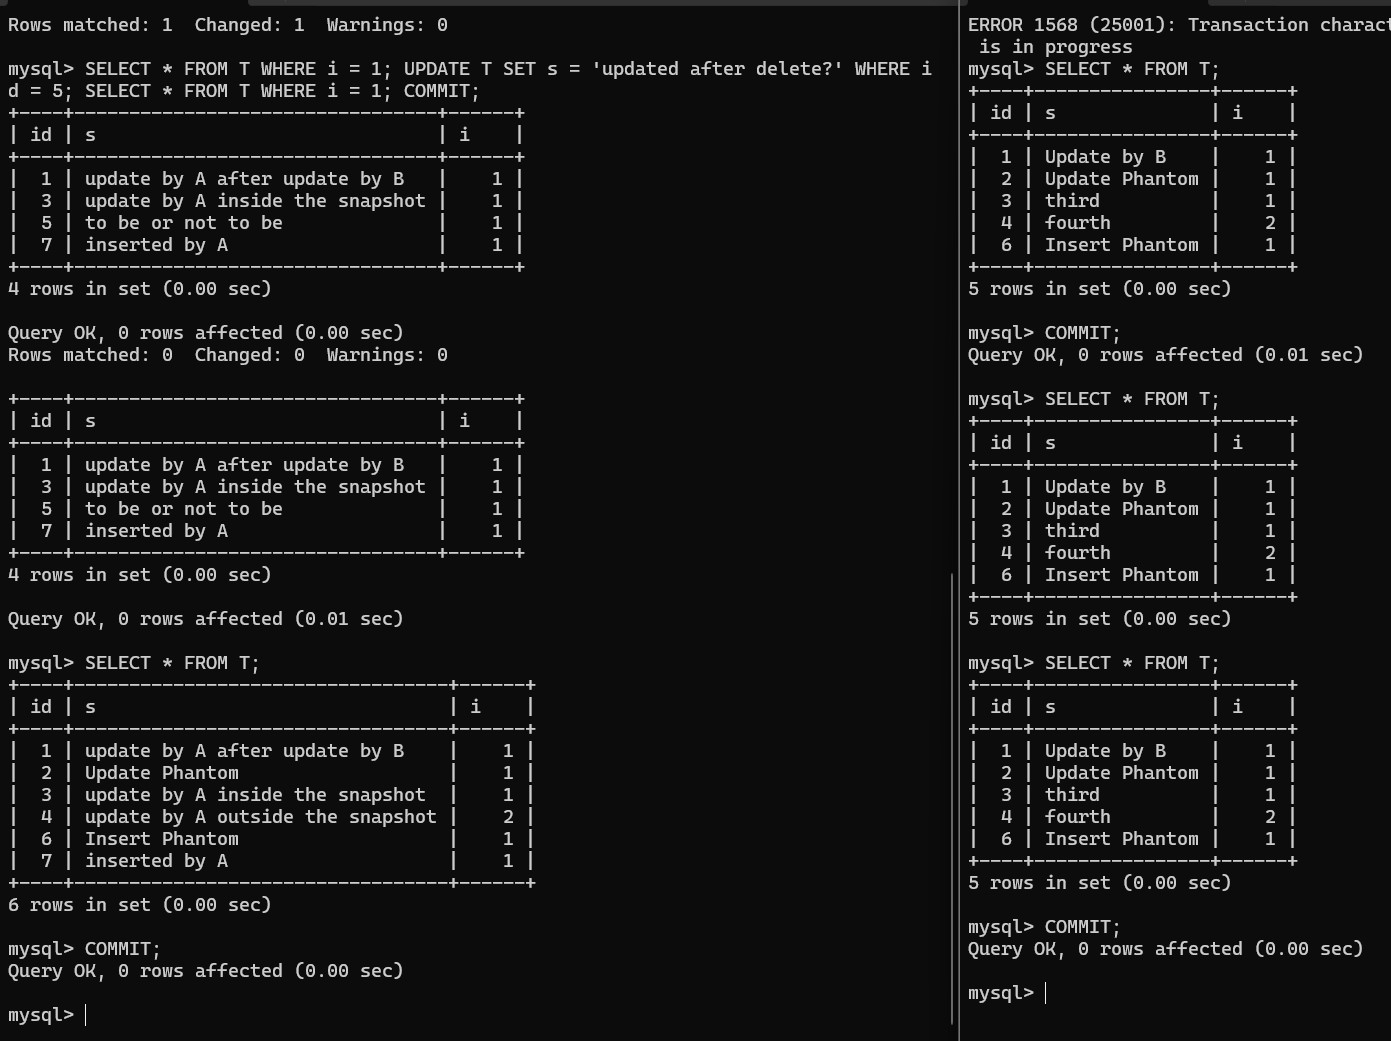 Rows matched: 1  Changed: 1  Warnings: 0
mysql> SELECT * FROM T WHERE i = 1; UPDATE T SET s = 'updated after delete?' WHERE i
d = 5; SELECT * FROM T WHERE i = 1; COMMIT;
+----+---------------------------------+------+
| id | s                               | i    |
+----+---------------------------------+------+
|  1 | update by A after update by B   |    1 |
|  3 | update by A inside the snapshot |    1 |
|  5 | to be or not to be              |    1 |
|  7 | inserted by A                   |    1 |
+----+---------------------------------+------+
4 rows in set (0.00 sec)
Query OK, 0 rows affected (0.00 sec)
Rows matched: 0  Changed: 0  Warnings: 0
+----+---------------------------------+------+
| id | s                               | i    |
+----+---------------------------------+------+
|  1 | update by A after update by B   |    1 |
|  3 | update by A inside the snapshot |    1 |
|  5 | to be or not to be              |    1 |
|  7 | inserted by A                   |    1 |
+----+---------------------------------+------+
4 rows in set (0.00 sec)
Query OK, 0 rows affected (0.01 sec)
mysql> SELECT * FROM T;
+----+----------------------------------+------+
| id | s                                | i    |
+----+----------------------------------+------+
|  1 | update by A after update by B    |    1 |
|  2 | Update Phantom                   |    1 |
|  3 | update by A inside the snapshot  |    1 |
|  4 | update by A outside the snapshot |    2 |
|  6 | Insert Phantom                   |    1 |
|  7 | inserted by A                    |    1 |
+----+----------------------------------+------+
6 rows in set (0.00 sec)
mysql> COMMIT;
Query OK, 0 rows affected (0.00 sec)
mysql>
ERROR 1568 (25001): Transaction charact
 is in progress
mysql> SELECT * FROM T;
+----+----------------+------+
| id | s              | i    |
+----+----------------+------+
|  1 | Update by B    |    1 |
|  2 | Update Phantom |    1 |
|  3 | third          |    1 |
|  4 | fourth         |    2 |
|  6 | Insert Phantom |    1 |
+----+----------------+------+
5 rows in set (0.00 sec)
mysql> COMMIT;
Query OK, 0 rows affected (0.01 sec)
mysql> SELECT * FROM T;
+----+----------------+------+
| id | s              | i    |
+----+----------------+------+
|  1 | Update by B    |    1 |
|  2 | Update Phantom |    1 |
|  3 | third          |    1 |
|  4 | fourth         |    2 |
|  6 | Insert Phantom |    1 |
+----+----------------+------+
5 rows in set (0.00 sec)
mysql> SELECT * FROM T;
+----+----------------+------+
| id | s              | i    |
+----+----------------+------+
|  1 | Update by B    |    1 |
|  2 | Update Phantom |    1 |
|  3 | third          |    1 |
|  4 | fourth         |    2 |
|  6 | Insert Phantom |    1 |
+----+----------------+------+
5 rows in set (0.00 sec)
mysql> COMMIT;
Query OK, 0 rows affected (0.00 sec)
mysql>